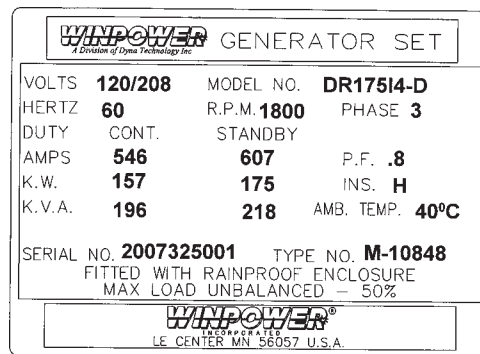 WINPOWER GENERATOR SET
A Division of Dyna Technology Inc
VOLTS 120/208 MODEL NO. DR175I4-D
HERTZ 60 R.P.M. 1800 PHASE 3
DUTY CONT. STANDBY
AMPS 546 607 P.F. .8
K.W. 157 175 INS. H
K.V.A. 196 218 AMB. TEMP. 40ºC
SERIAL NO. 2007325001 TYPE NO. M-10848
FITTED WITH RAINPROOF ENCLOSURE
MAX LOAD UNBALANCED – 50%
WINPOWER®
INCORPORATED
LE CENTER MN 56057 U.S.A.